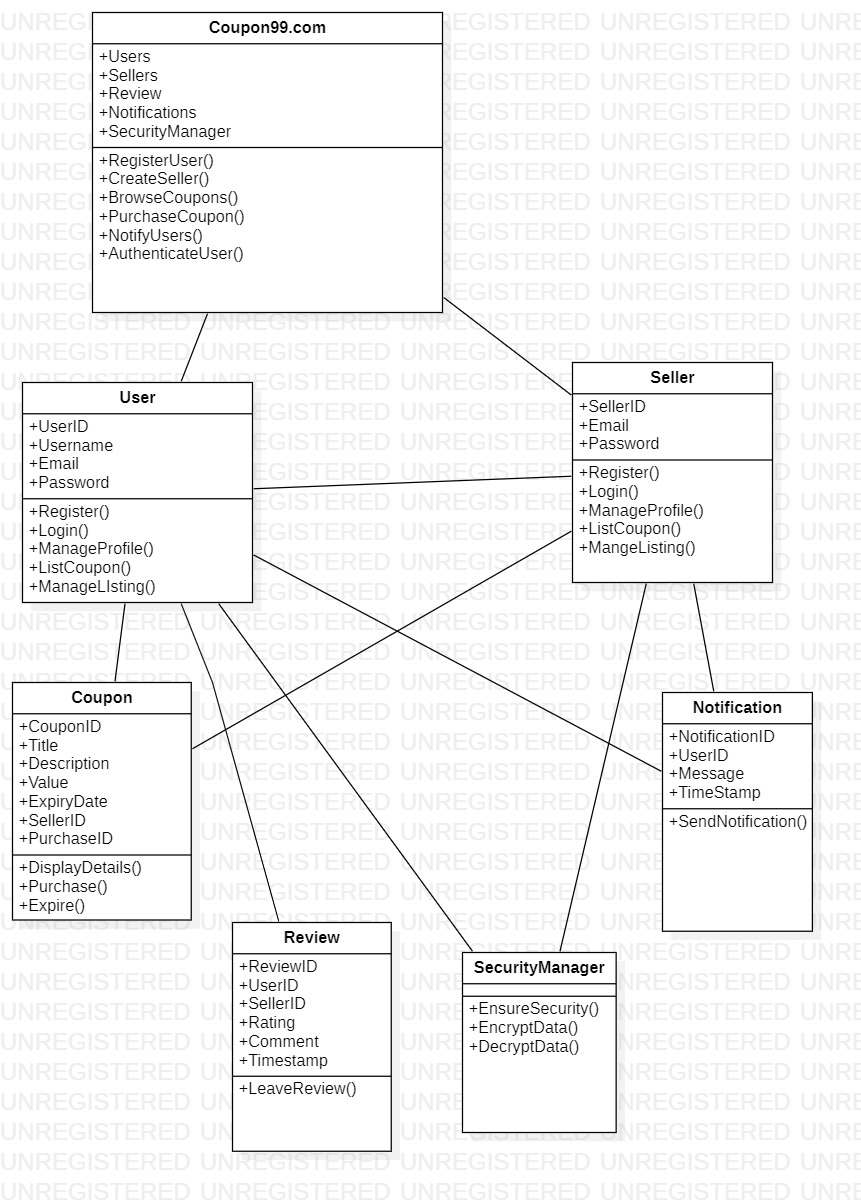 Coupon99.com
+Users
+Sellers
+Review
+Notifications
+SecurityManager
+RegisterUser()
+CreateSeller()
+BrowseCoupons()
+PurchaseCoupon()
+NotifyUsers()
+AuthenticateUser()
User
+UserID
+Username
+Email
+Password
+Register()
+Login()
+ManageProfile()
+ListCoupon()
+ManageLIsting()
Seller
+SellerID
+Email
+Password
+Register()
+Login()
+ManageProfile()
+ListCoupon()
+MangeListing()
Coupon
+CouponID
+Title
+Description
+Value
+ExpiryDate
+SellerID
+PurchaseID
+DisplayDetails()
+Purchase()
+Expire()
Notification
+NotificationID
+UserID
+Message
+TimeStamp
+SendNotification()
Review
+ReviewID
+UserID
+SellerID
+Rating
+Comment
+Timestamp
+LeaveReview()
SecurityManager
+EnsureSecurity()
+EncryptData()
+DecryptData()
UNREGISTERED